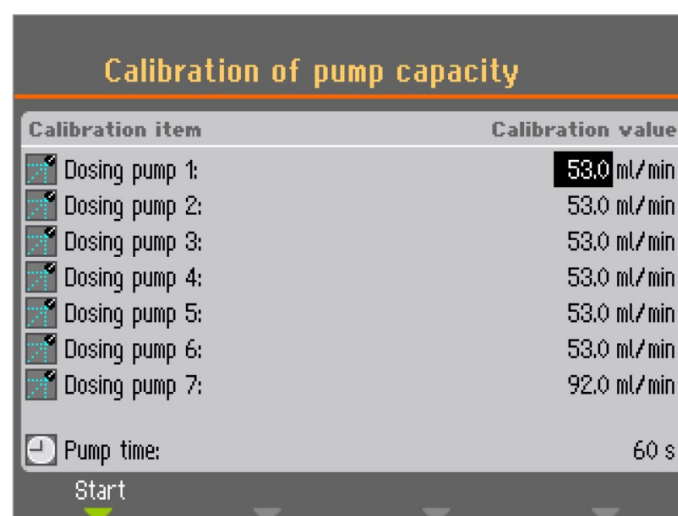 Calibration of pump capacity
Calibration item Calibration value
Dosing pump 1: 53.0 ml/min
Dosing pump 2: 53.0 ml/min
Dosing pump 3: 53.0 ml/min
Dosing pump 4: 53.0 ml/min
Dosing pump 5: 53.0 ml/min
Dosing pump 6: 53.0 ml/min
Dosing pump 7: 92.0 ml/min
Pump time: 60 s
Start